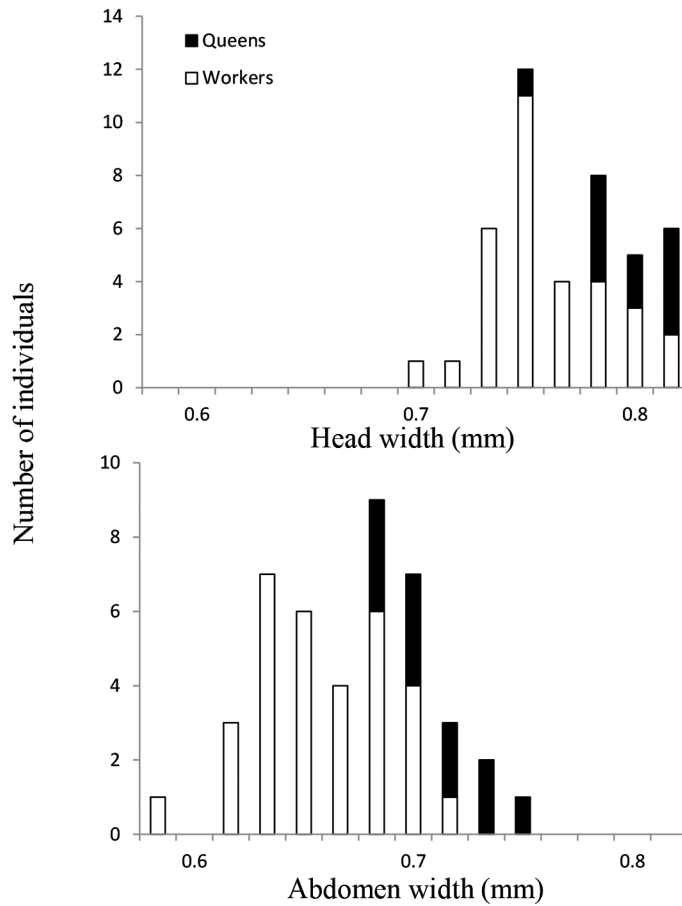 Number of individuals
14
12
10
8
6
4
2
0
Queens
Workers
0.6 0.7 0.8
Head width (mm)
10
8
6
4
2
0
0.6 0.7 0.8
Abdomen width (mm)